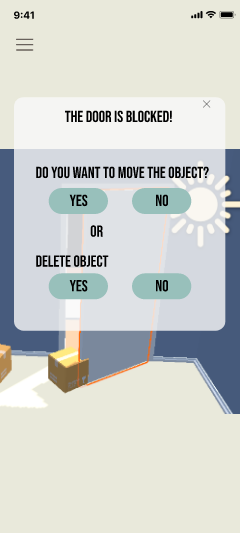 9:41
THE DOOR IS BLOCKED!
DO YOU WANT TO MOVE THE OBJECT?
YES NO
OR
DELETE OBJECT
YES NO